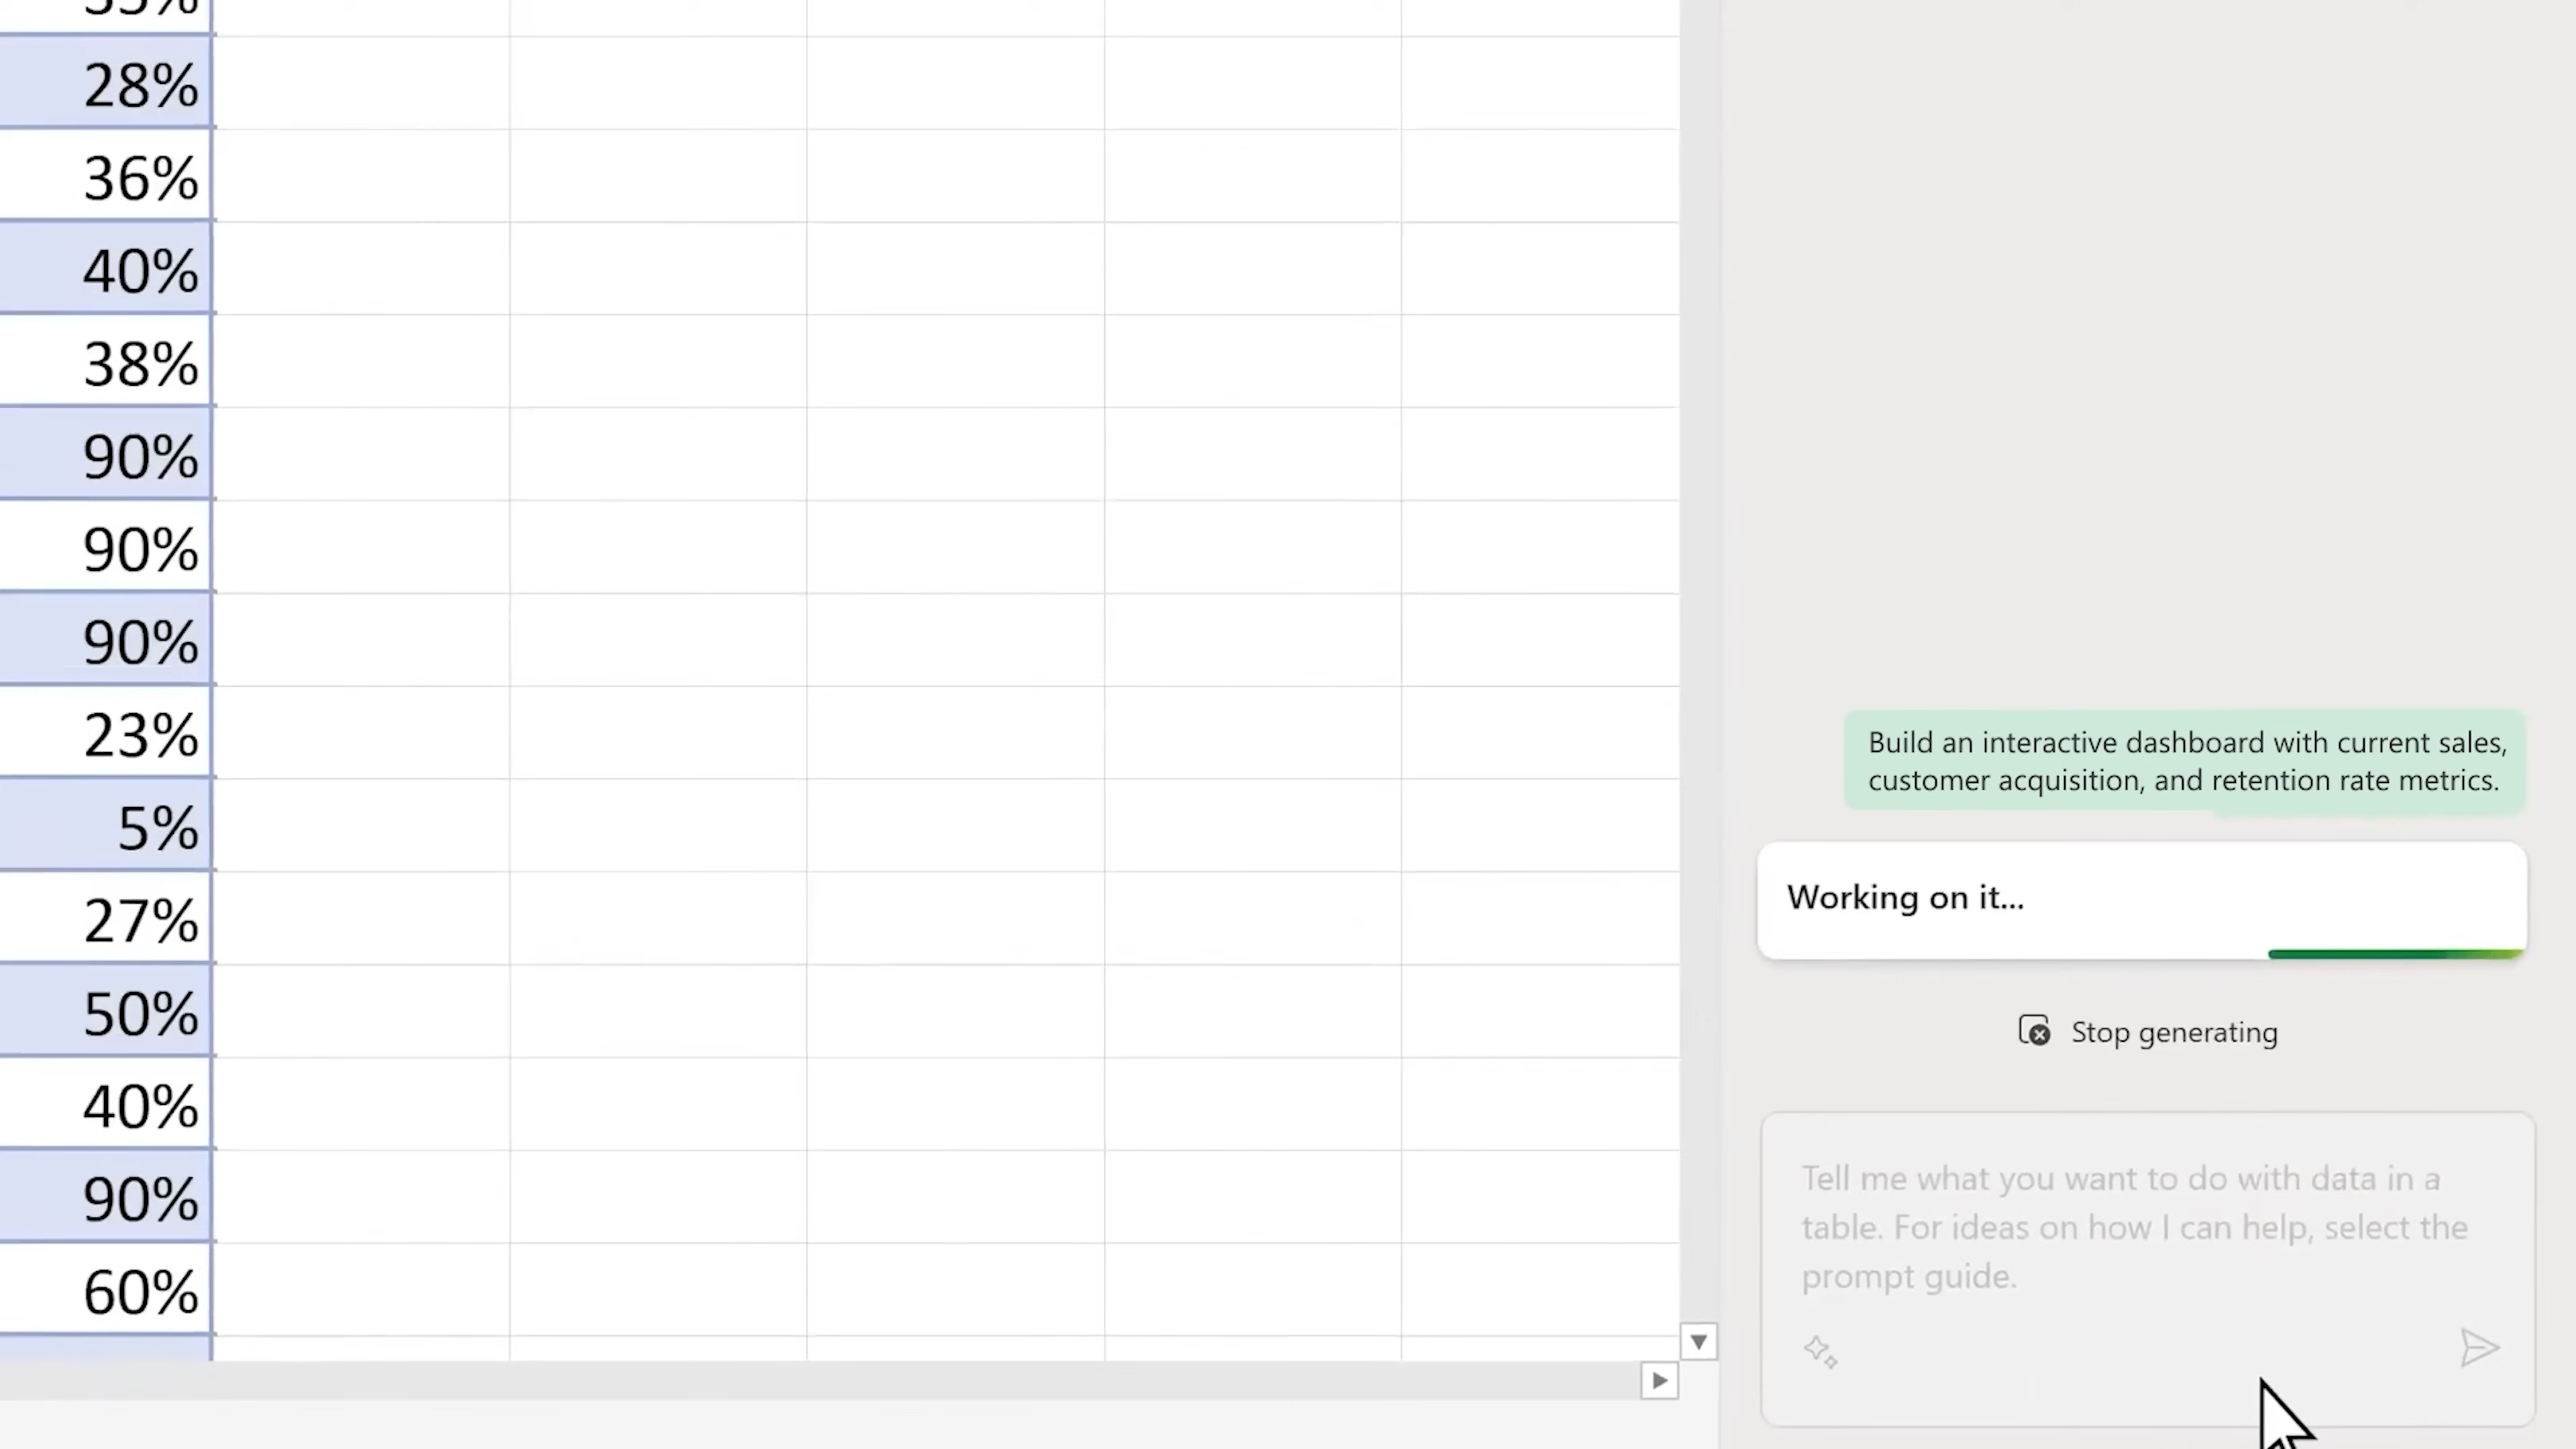 28%
36%
40%
38%
90%
90%
90%
23%
5%
27%
50%
40%
90%
60%
Build an interactive dashboard with current sales,
customer acquisition, and retention rate metrics.
Working on it...
Stop generating
Tell me what you want to do with data in a
table. For ideas on how I can help, select the
prompt guide.